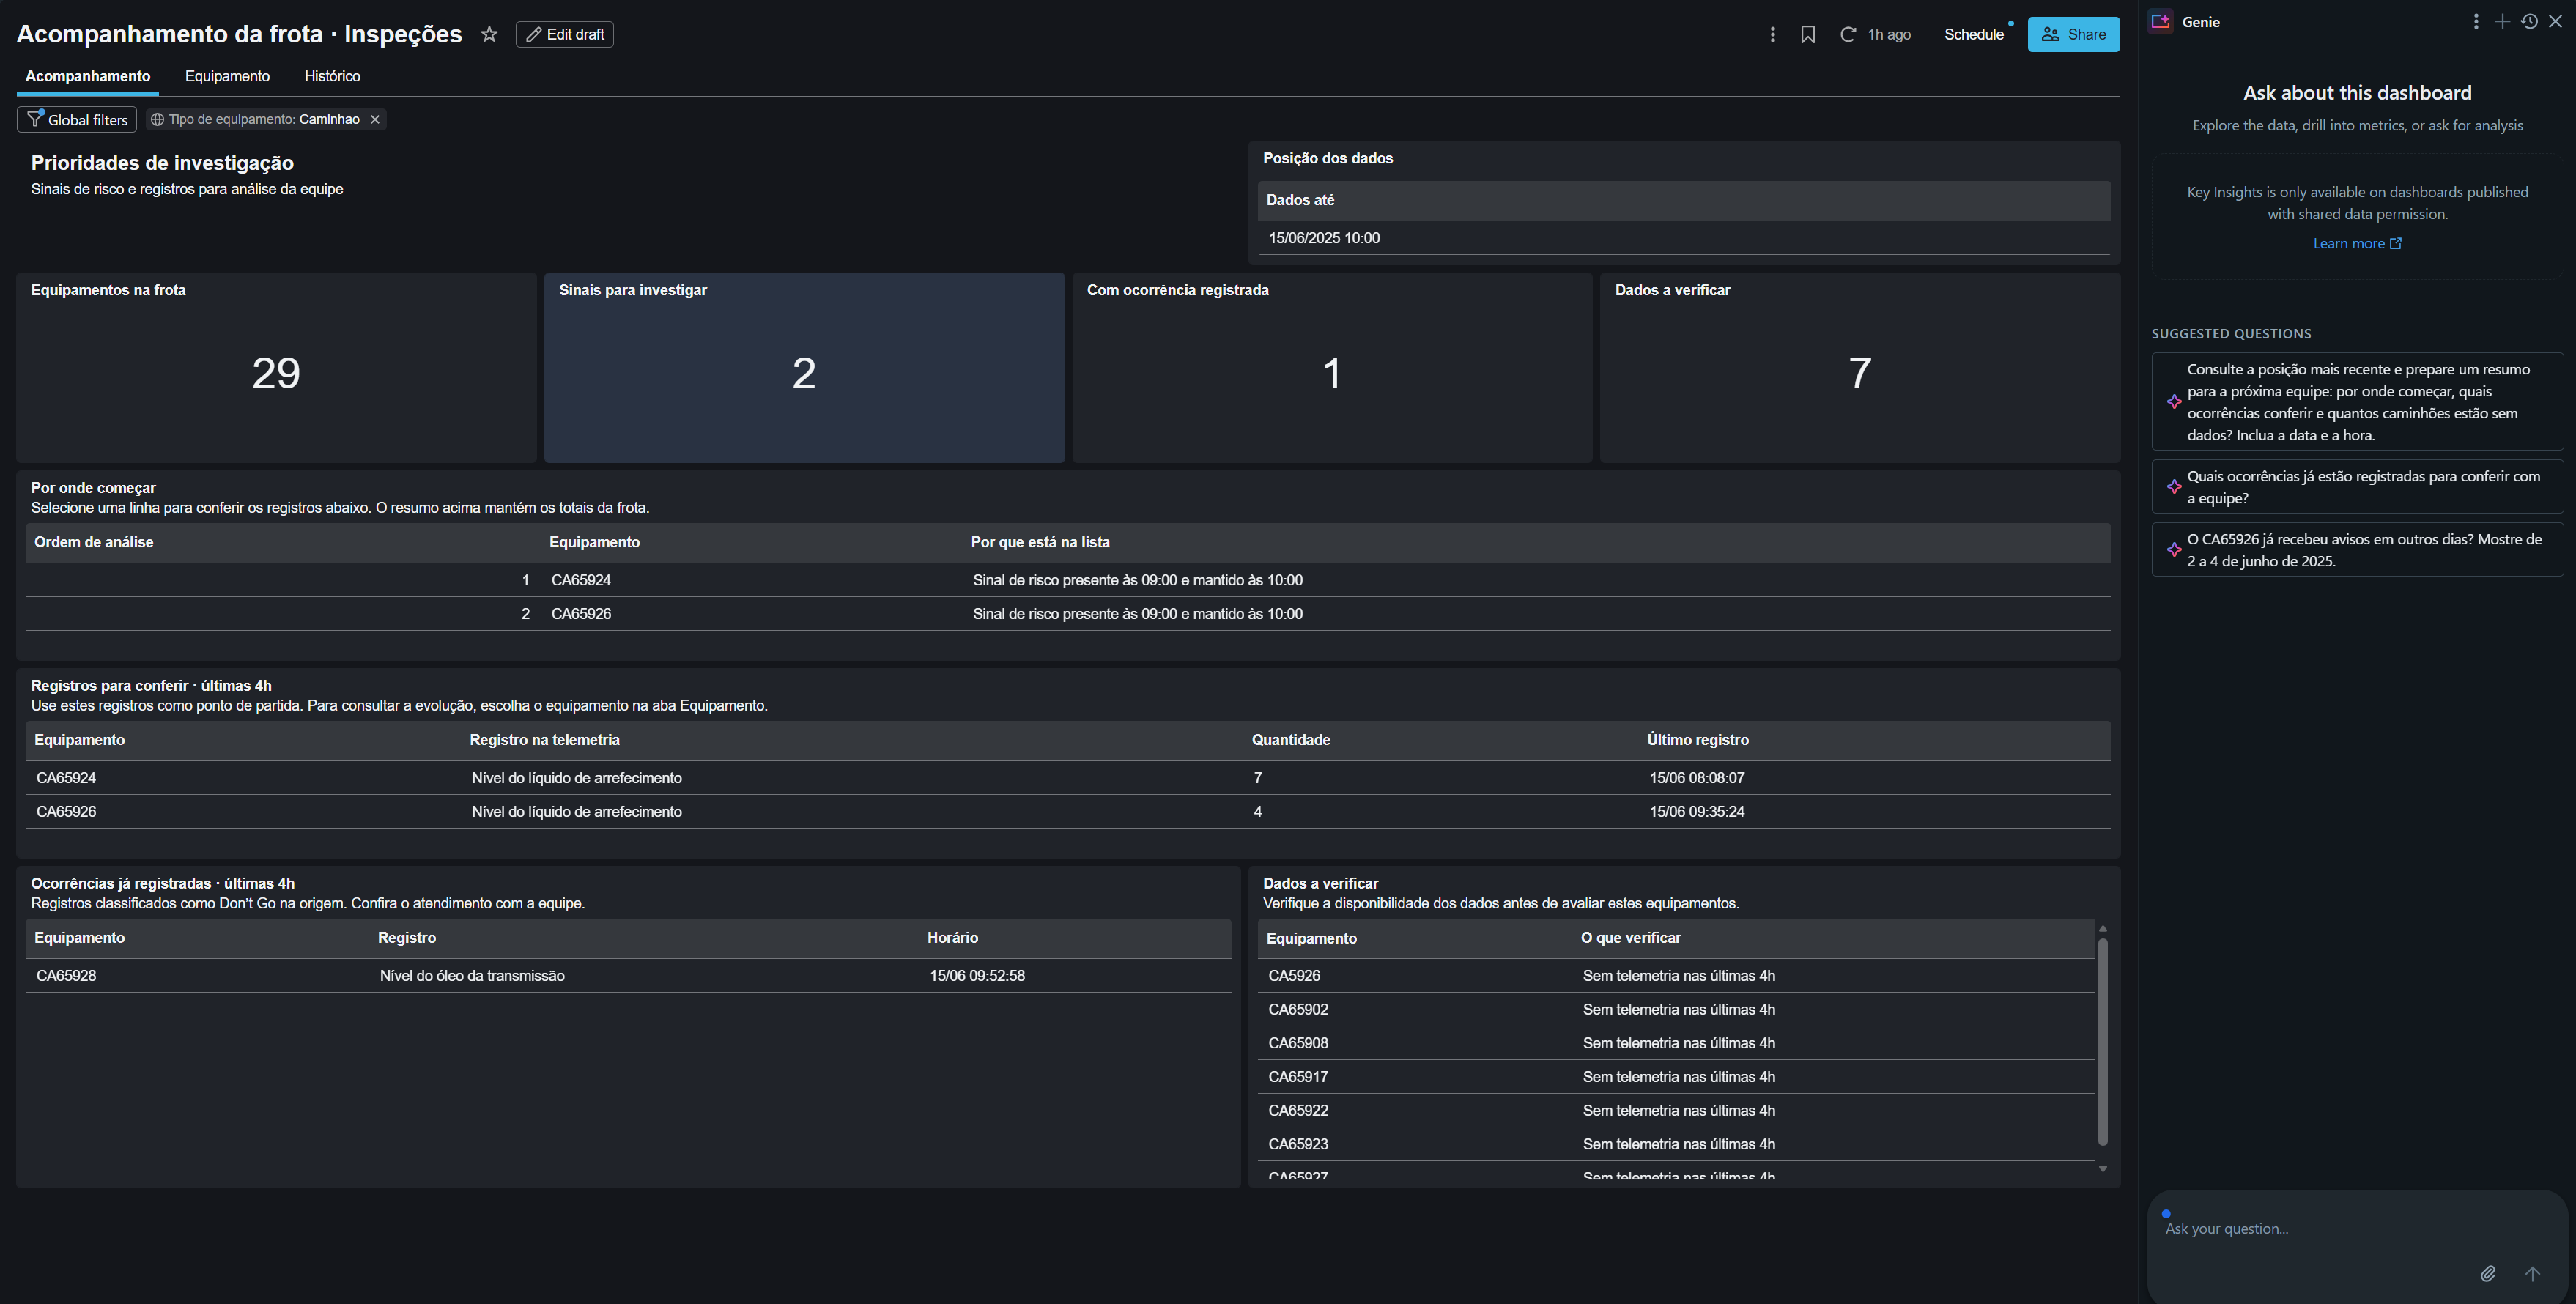 Acompanhamento da frota · Inspeções
Edit draft
1h ago
Schedule
Share
Acompanhamento
Equipamento
Histórico
Global filters
Tipo de equipamento: Caminhao
Prioridades de investigação
Sinais de risco e registros para análise da equipe
Posição dos dados
Dados até
15/06/2025 10:00
Equipamentos na frota
29
Sinais para investigar
2
Com ocorrência registrada
1
Dados a verificar
7
Por onde começar
Selecione uma linha para conferir os registros abaixo. O resumo acima mantém os totais da frota.
Ordem de análise Equipamento Por que está na lista
1 CA65924 Sinal de risco presente às 09:00 e mantido às 10:00
2 CA65926 Sinal de risco presente às 09:00 e mantido às 10:00
Registros para conferir · últimas 4h
Use estes registros como ponto de partida. Para consultar a evolução, escolha o equipamento na aba Equipamento.
Equipamento Registro na telemetria Quantidade Último registro
CA65924 Nível do líquido de arrefecimento 7 15/06 08:08:07
CA65926 Nível do líquido de arrefecimento 4 15/06 09:35:24
Ocorrências já registradas · últimas 4h
Registros classificados como Don't Go na origem. Confira o atendimento com a equipe.
Equipamento Registro Horário
CA65928 Nível do óleo da transmissão 15/06 09:52:58
Dados a verificar
Verifique a disponibilidade dos dados antes de avaliar estes equipamentos.
Equipamento O que verificar
CA5926 Sem telemetria nas últimas 4h
CA65902 Sem telemetria nas últimas 4h
CA65908 Sem telemetria nas últimas 4h
CA65917 Sem telemetria nas últimas 4h
CA65922 Sem telemetria nas últimas 4h
CA65923 Sem telemetria nas últimas 4h
CA65927 Sem telemetria nas últimas 4h
Genie
Ask about this dashboard
Explore the data, drill into metrics, or ask for analysis
Key Insights is only available on dashboards published
with shared data permission.
Learn more
SUGGESTED QUESTIONS
Consulte a posição mais recente e prepare um resumo
para a próxima equipe: por onde começar, quais
ocorrências conferir e quantos caminhões estão sem
dados? Inclua a data e a hora.
Quais ocorrências já estão registradas para conferir com
a equipe?
O CA65926 já recebeu avisos em outros dias? Mostre de
2 a 4 de junho de 2025.
Ask your question...